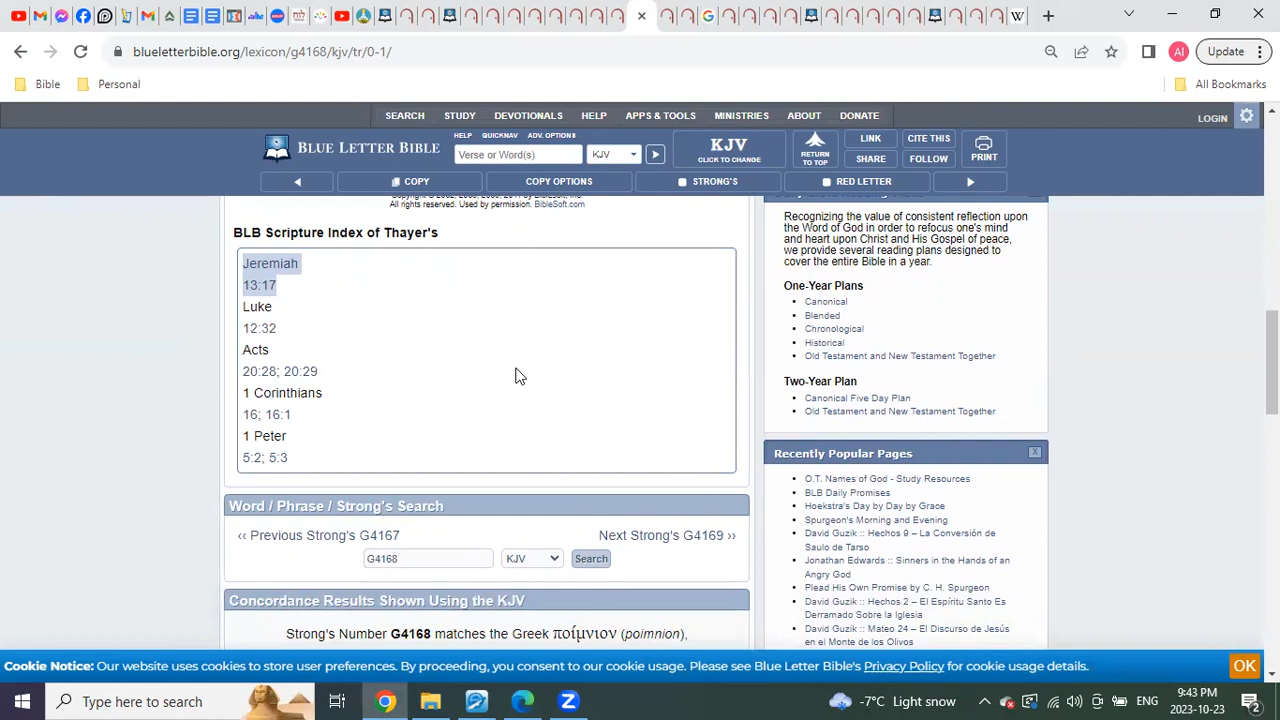 blueletterbible.org/lexicon/g4168/kjv/tr/0-1/
Update
Bible
Personal
All Bookmarks
SEARCH STUDY DEVOTIONALS HELP APPS & TOOLS MINISTRIES ABOUT DONATE
LOGIN
BLUE LETTER BIBLE
HELP QUICKNAV ADV. OPTIONS
Verse or Word(s)
KJV
KJV
CLICK TO CHANGE
RETURN
TO TOP
LINK
CITE THIS
SHARE
FOLLOW
PRINT
COPY
COPY OPTIONS
STRONG'S
RED LETTER
All rights reserved. Used by permission. BibleSoft.com
BLB Scripture Index of Thayer's
Jeremiah
13:17
Luke
12:32
Acts
20:28; 20:29
1 Corinthians
16; 16:1
1 Peter
5:2; 5:3
Word / Phrase / Strong's Search
‹‹ Previous Strong's G4167
Next Strong's G4169 ››
G4168
KJV
Search
Concordance Results Shown Using the KJV
Strong's Number G4168 matches the Greek ποίμνιον (poimnion),
Recognizing the value of consistent reflection upon
the Word of God in order to refocus one's mind
and heart upon Christ and His Gospel of peace,
we provide several reading plans designed to
cover the entire Bible in a year.
One-Year Plans
Canonical
Blended
Chronological
Historical
Old Testament and New Testament Together
Two-Year Plan
Canonical Five Day Plan
Old Testament and New Testament Together
Recently Popular Pages
X
O.T. Names of God - Study Resources
BLB Daily Promises
Hoekstra's Day by Day by Grace
Spurgeon's Morning and Evening
David Guzik :: Hechos 9 – La Conversión de
Saulo de Tarso
Jonathan Edwards :: Sinners in the Hands of an
Angry God
Plead His Own Promise by C. H. Spurgeon
David Guzik :: Hechos 2 – El Espíritu Santo Es
Derramado Sobre la Iglesia
David Guzik :: Mateo 24 – El Discurso de Jesús
en el Monte de los Olivos
Cookie Notice: Our website uses cookies to store user preferences. By proceeding, you consent to our cookie usage. Please see Blue Letter Bible's Privacy Policy for cookie usage details.
OK
Type here to search
-7°C Light snow
ENG
9:43 PM
2023-10-23
2